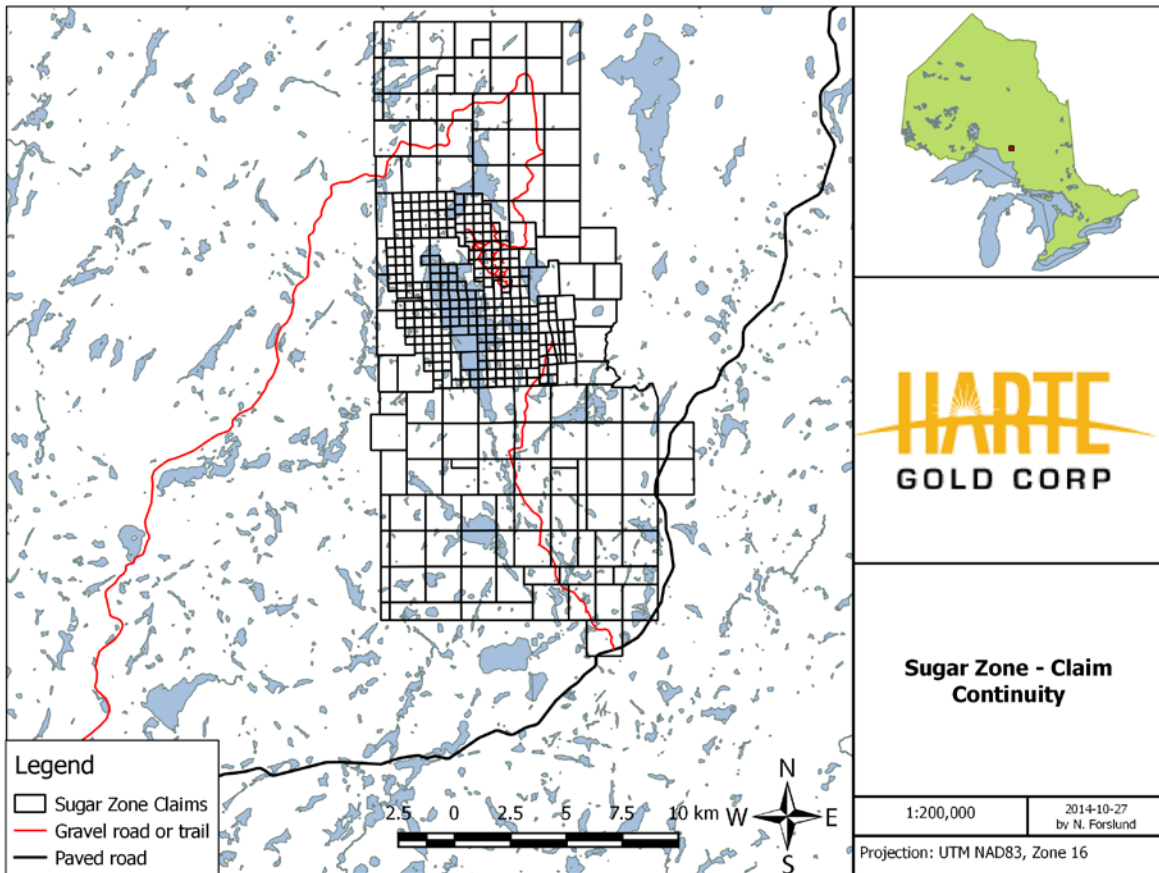 HARTE
GOLD CORP
Sugar Zone - Claim
Continuity
Legend
Sugar Zone Claims
Gravel road or trail
Paved road
2.5 0 2.5 5 7.5 10 km
N
W E
S
1:200,000
2014-10-27
by N. Forslund
Projection: UTM NAD83, Zone 16